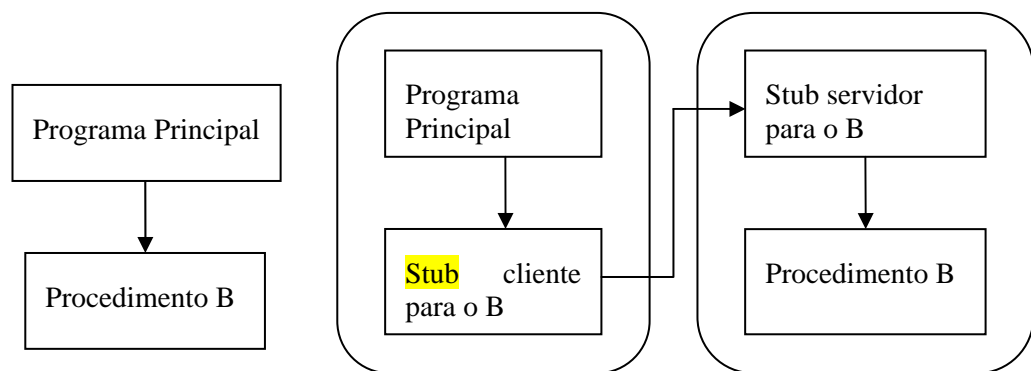 Programa Principal
Procedimento B
Programa
Principal
Stub cliente
para o B
Stub servidor
para o B
Procedimento B